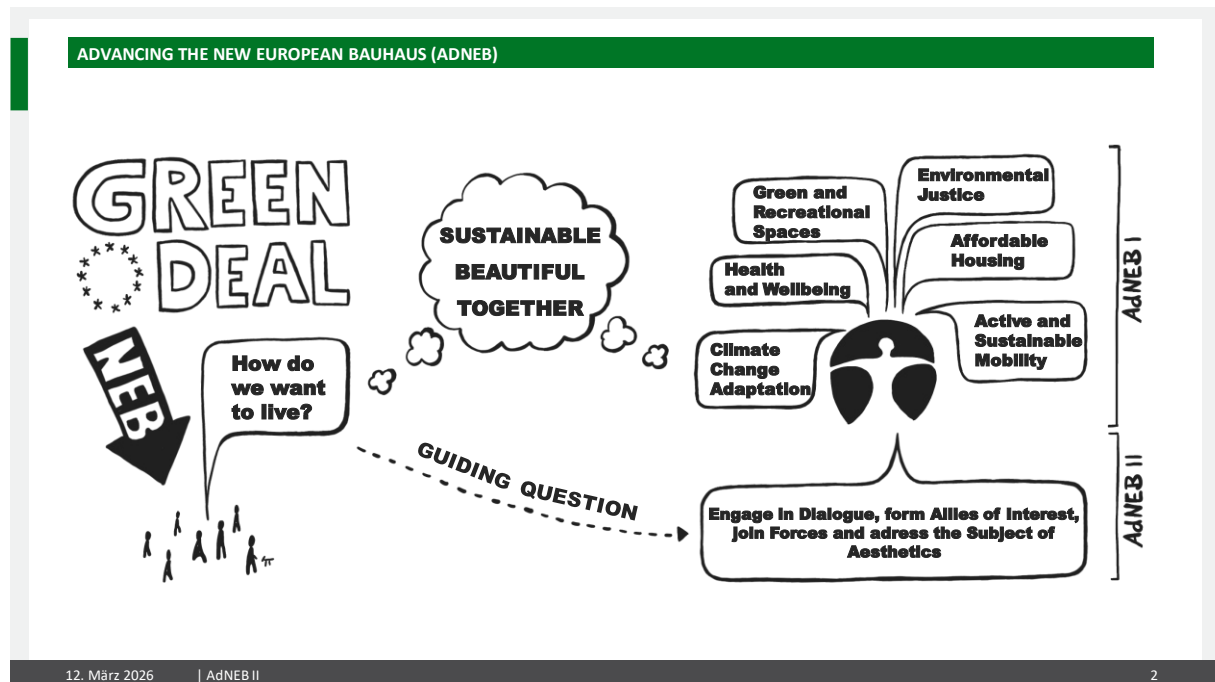 ADVANCING THE NEW EUROPEAN BAUHAUS (ADNEB)
GREEN
DEAL
NEB
How do
we want
to live?
SUSTAINABLE
BEAUTIFUL
TOGETHER
GUIDING QUESTION
Green and
Recreational
Spaces
Health
and Wellbeing
Climate
Change
Adaptation
Environmental
Justice
Affordable
Housing
Active and
Sustainable
Mobility
AdNEB I
Engage in Dialogue, form Allies of Interest,
join Forces and adress the Subject of
Aesthetics
AdNEB II
12. März 2026 | AdNEB II 2